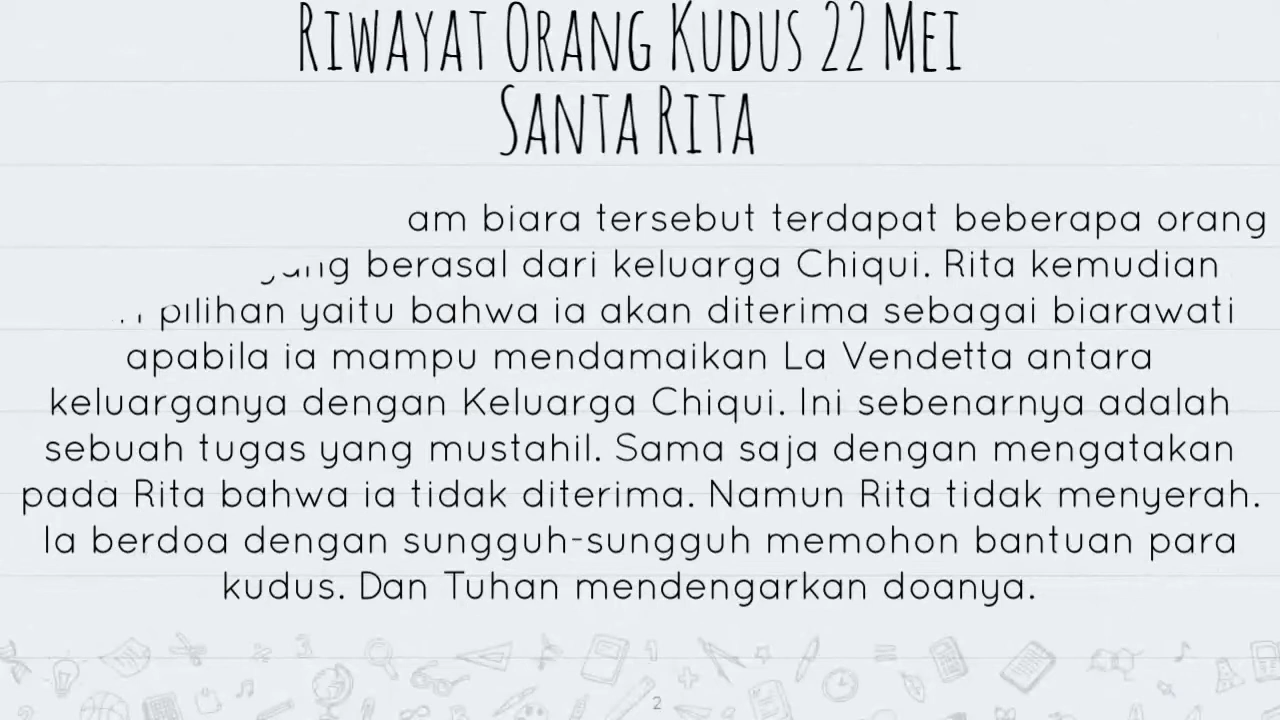 RIWAYAT ORANG KUDUS 22 MEI
SANTA RITA
am biara tersebut terdapat beberapa orang
berasal dari keluarga Chiqui. Rita kemudian
pilihan yaitu bahwa ia akan diterima sebagai biarawati
apabila ia mampu mendamaikan La Vendetta antara
keluarganya dengan Keluarga Chiqui. Ini sebenarnya adalah
sebuah tugas yang mustahil. Sama saja dengan mengatakan
pada Rita bahwa ia tidak diterima. Namun Rita tidak menyerah.
Ia berdoa dengan sungguh-sungguh memohon bantuan para
kudus. Dan Tuhan mendengarkan doanya.
2